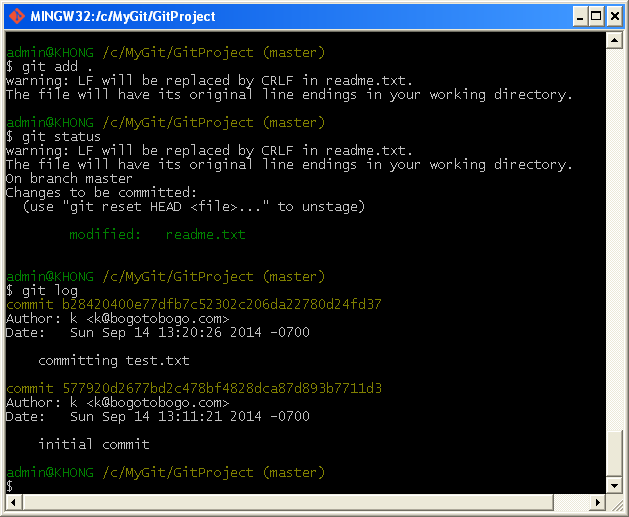 MINGW32:/c/MyGit/GitProject
admin@KHONG /c/MyGit/GitProject (master)
$ git add .
warning: LF will be replaced by CRLF in readme.txt.
The file will have its original line endings in your working directory.
admin@KHONG /c/MyGit/GitProject (master)
$ git status
warning: LF will be replaced by CRLF in readme.txt.
The file will have its original line endings in your working directory.
On branch master
Changes to be committed:
  (use "git reset HEAD <file>..." to unstage)
        modified:   readme.txt
admin@KHONG /c/MyGit/GitProject (master)
$ git log
commit b28420400e77dfb7c52302c206da22780d24fd37
Author: k <k@bogotobogo.com>
Date:   Sun Sep 14 13:20:26 2014 -0700
    committing test.txt
commit 577920d2677bd2c478bf4828dca87d893b7711d3
Author: k <k@bogotobogo.com>
Date:   Sun Sep 14 13:11:21 2014 -0700
    initial commit
admin@KHONG /c/MyGit/GitProject (master)
$